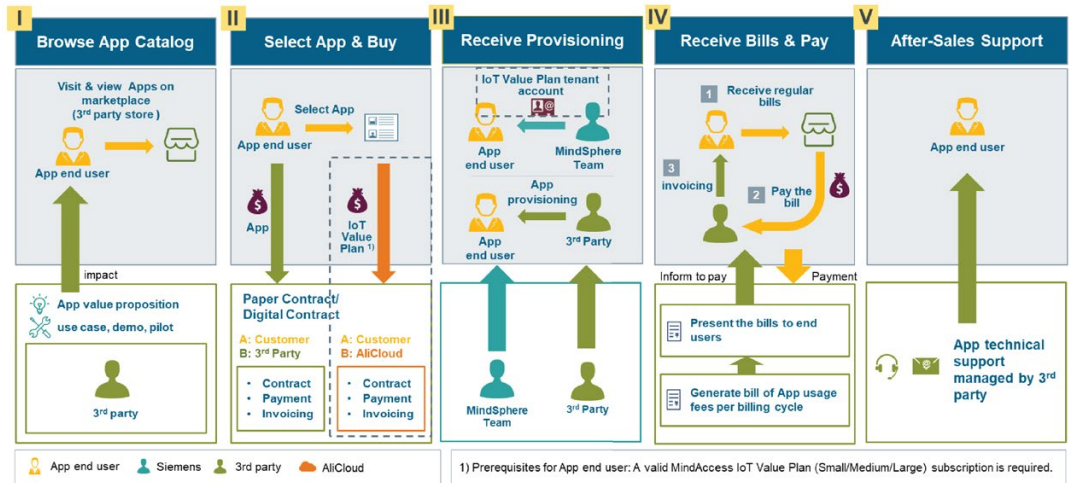 I
Browse App Catalog
Visit & view Apps on
marketplace
(3rd party store )
App end user
impact
App value proposition
use case, demo, pilot
3rd party
II
Select App & Buy
Select App
App end user
$
App
$
IoT
Value
Plan 1)
Paper Contract/
Digital Contract
A: Customer
B: 3rd Party
• Contract
• Payment
• Invoicing
A: Customer
B: AliCloud
• Contract
• Payment
• Invoicing
III
Receive Provisioning
IoT Value Plan tenant
account
@
App
end user
MindSphere
Team
App
provisioning
App
end user
3rd Party
MindSphere
Team
3rd Party
IV
Receive Bills & Pay
1
Receive regular
bills
3
invoicing
2
Pay the
bill
$
Inform to pay
Payment
Present the bills to end
users
Generate bill of App usage
fees per billing cycle
V
After-Sales Support
App end user
@
App technical
support
managed by 3rd
party
App end user
Siemens
3rd party
AliCloud
1) Prerequisites for App end user: A valid MindAccess IoT Value Plan (Small/Medium/Large) subscription is required.